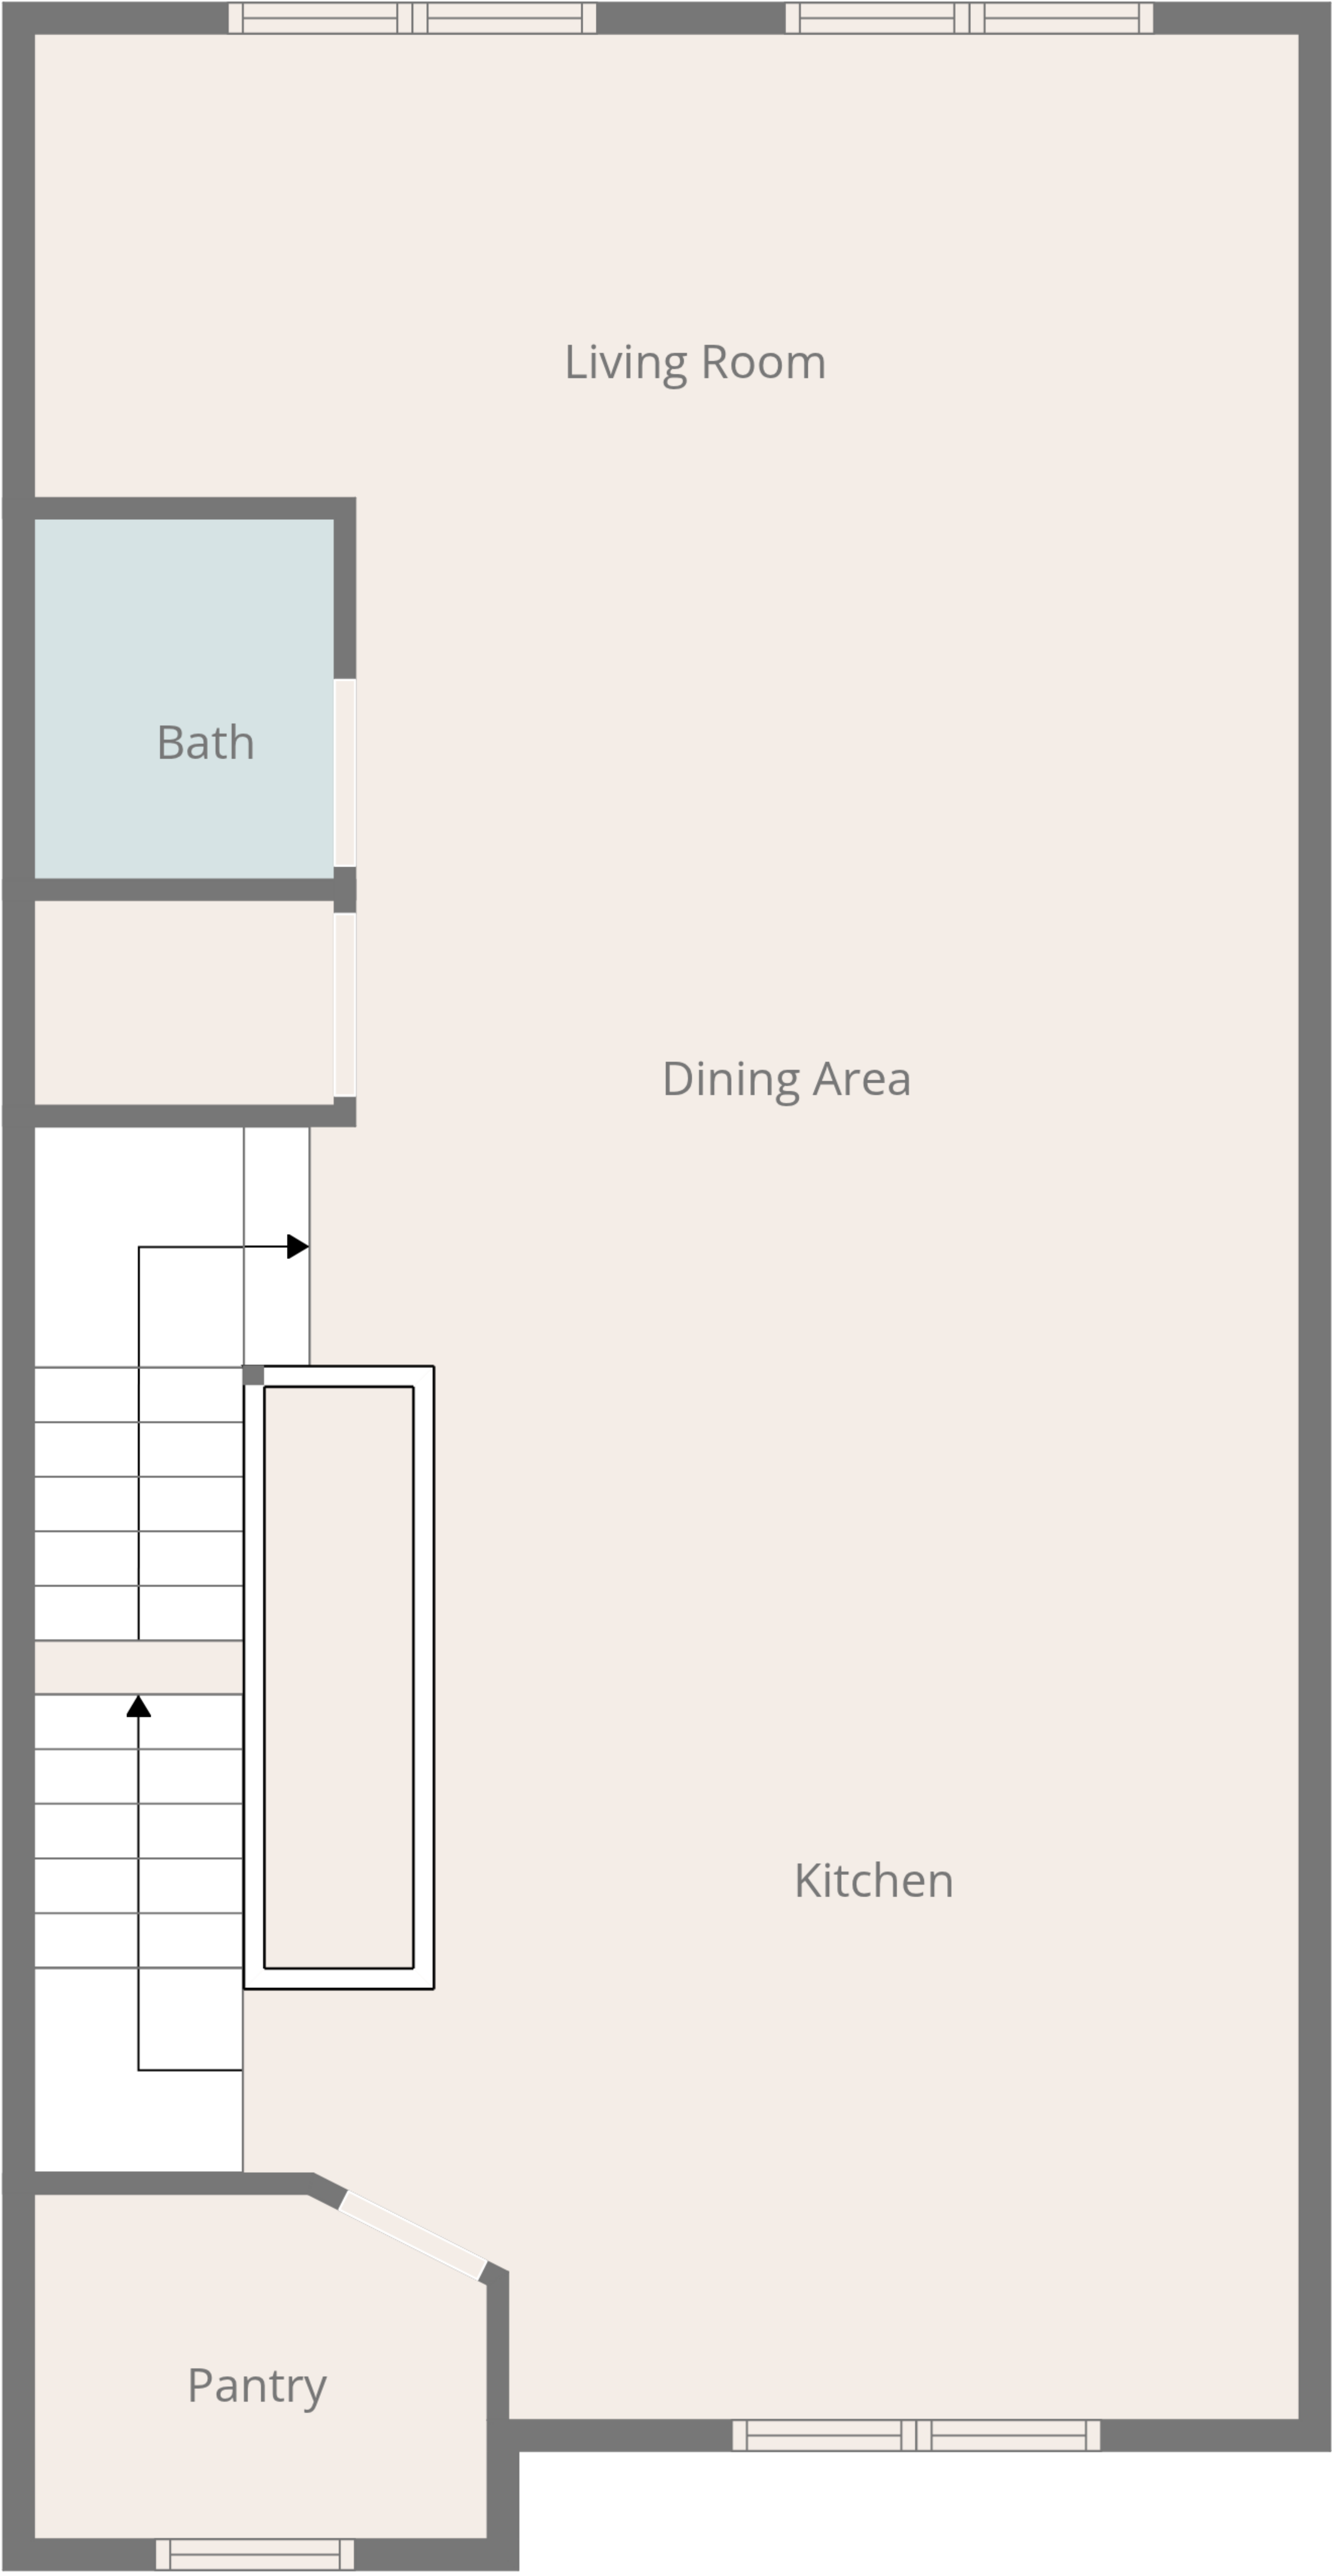 Living Room
Bath
Dining Area
Kitchen
Pantry